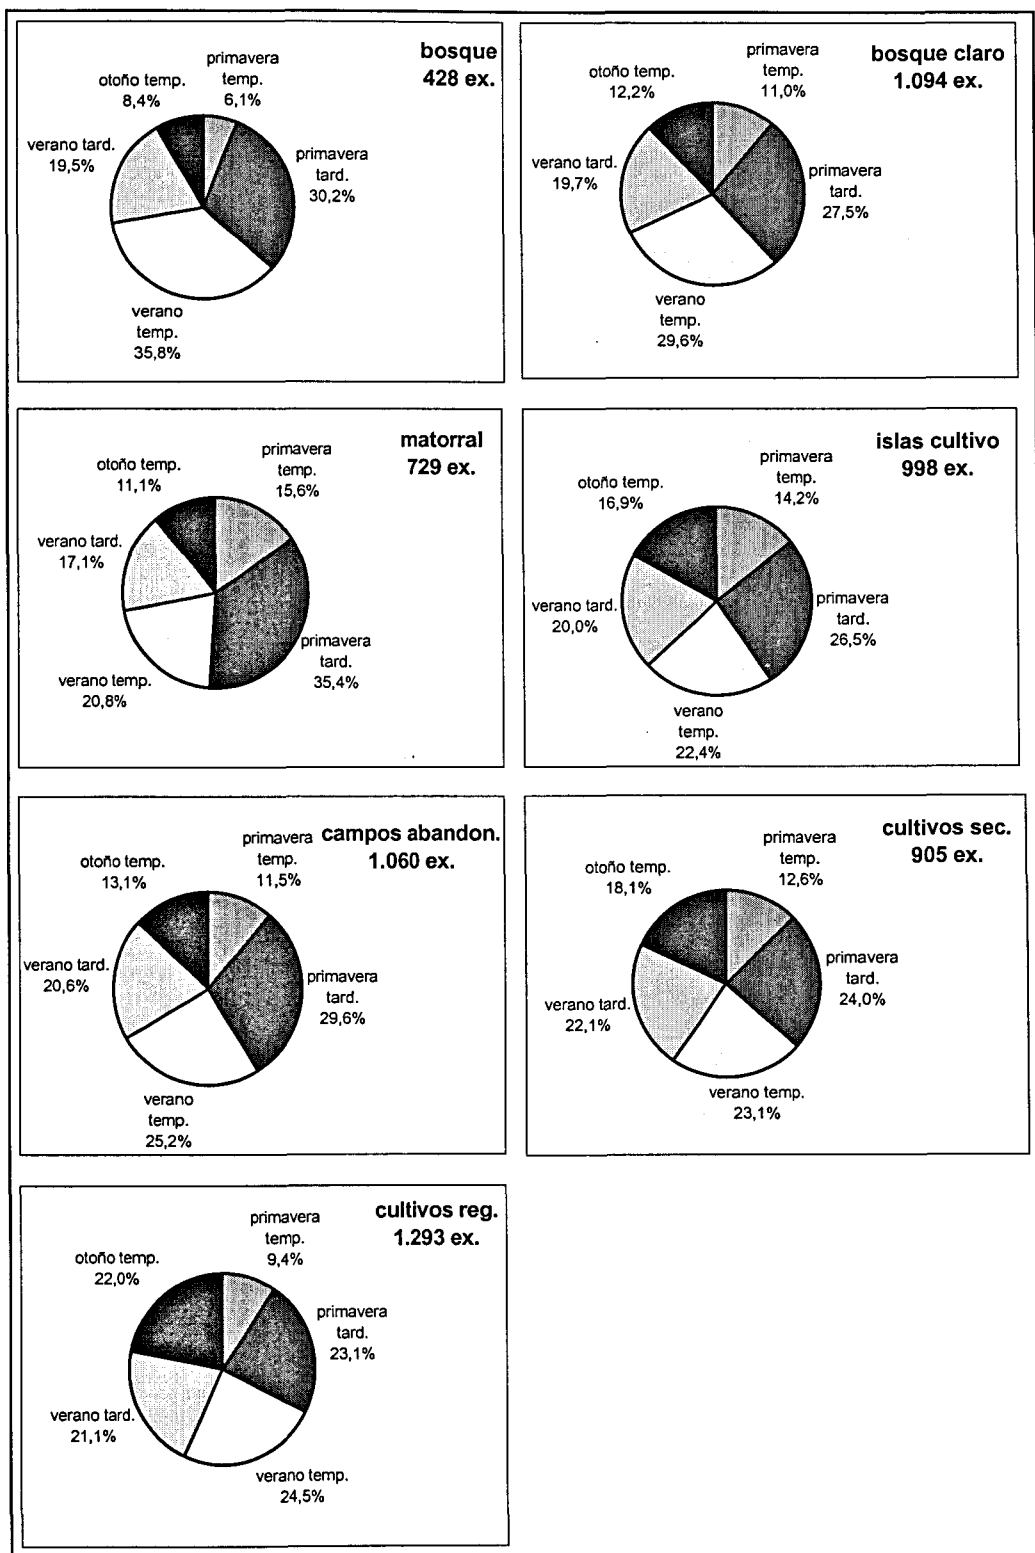 bosque
428 ex.
primavera
temp.
6,1%
otoño temp.
8,4%
verano tard.
19,5%
primavera
tard.
30,2%
verano
temp.
35,8%
bosque claro
1.094 ex.
primavera
temp.
11,0%
otoño temp.
12,2%
verano tard.
19,7%
primavera
tard.
27,5%
verano
temp.
29,6%
matorral
729 ex.
primavera
temp.
15,6%
otoño temp.
11,1%
verano tard.
17,1%
primavera
tard.
35,4%
verano temp.
20,8%
islas cultivo
998 ex.
primavera
temp.
14,2%
otoño temp.
16,9%
verano tard.
20,0%
primavera
tard.
26,5%
verano
temp.
22,4%
campos abandon.
1.060 ex.
primavera
temp.
11,5%
otoño temp.
13,1%
verano tard.
20,6%
primavera
tard.
29,6%
verano
temp.
25,2%
cultivos sec.
905 ex.
primavera
temp.
12,6%
otoño temp.
18,1%
verano tard.
22,1%
primavera
tard.
24,0%
verano temp.
23,1%
cultivos reg.
1.293 ex.
primavera
temp.
9,4%
otoño temp.
22,0%
primavera
tard.
23,1%
verano tard.
21,1%
verano temp.
24,5%